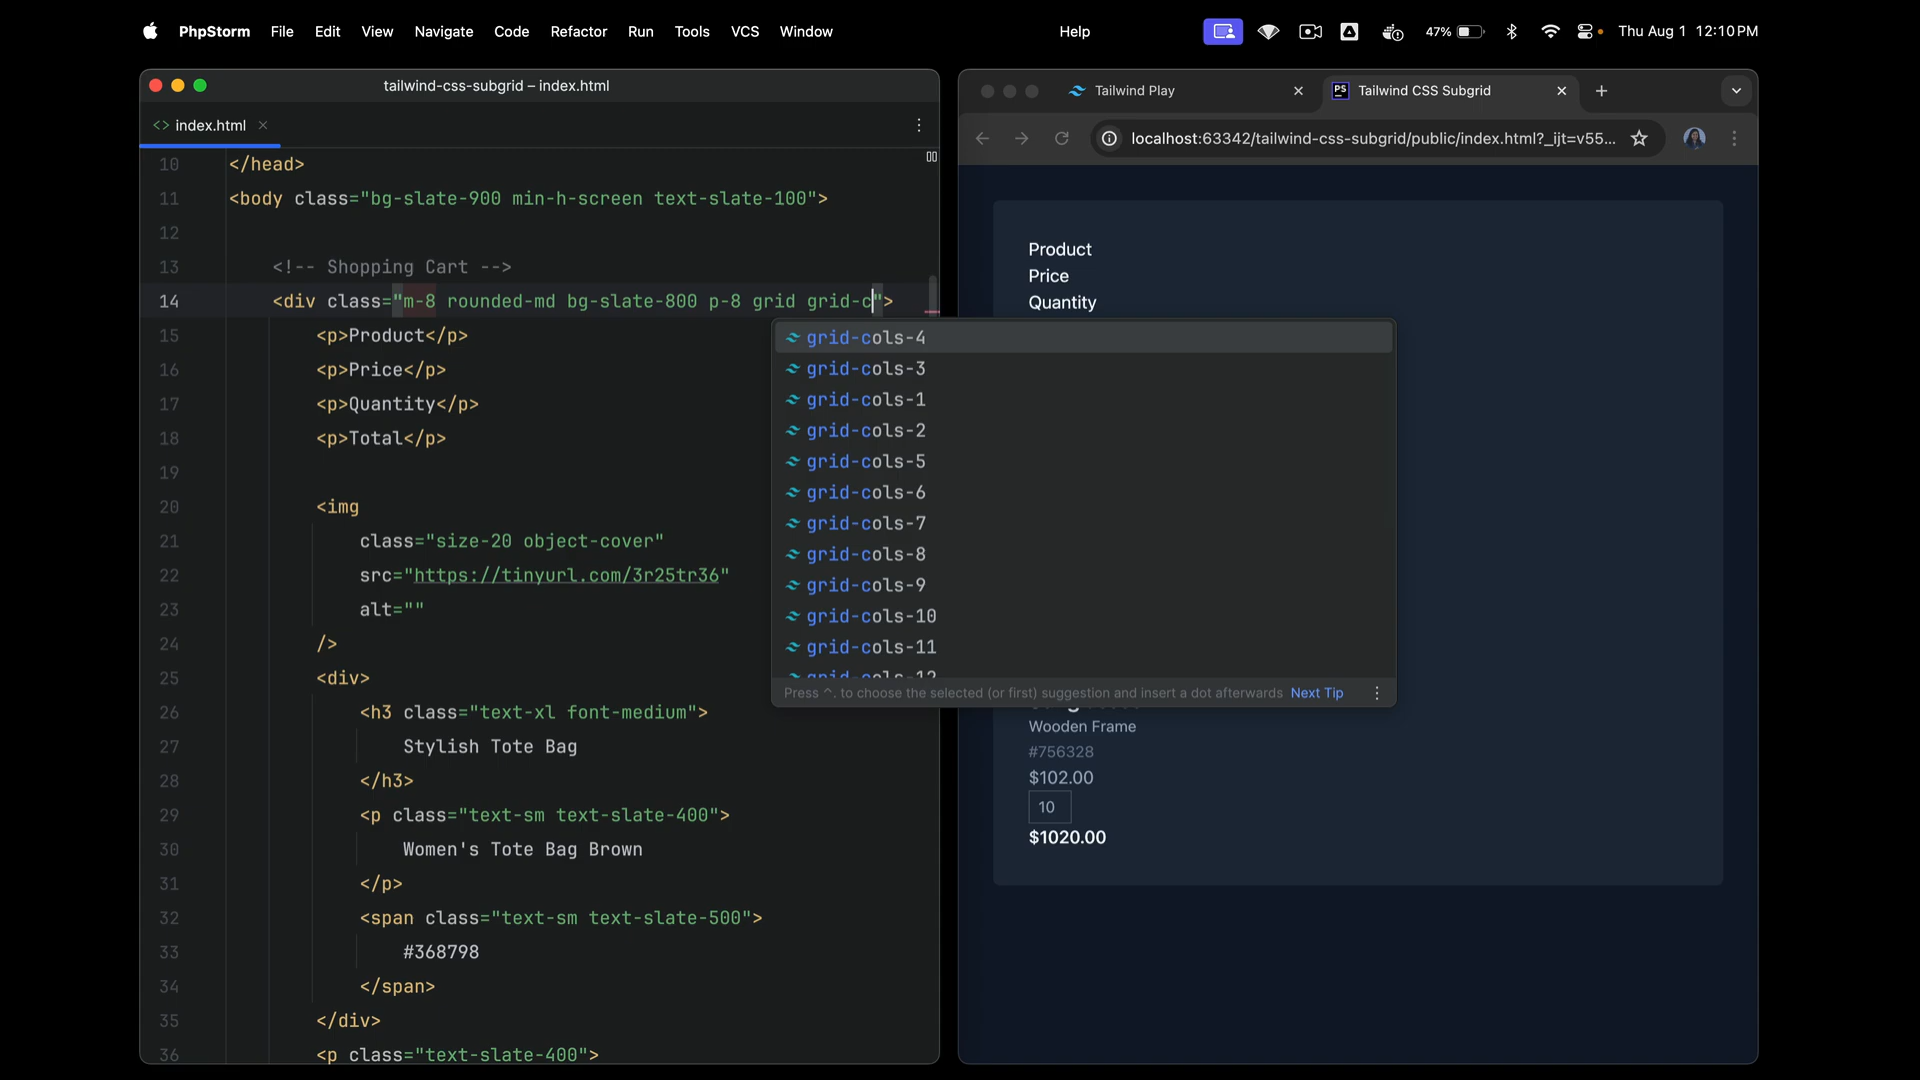 PhpStorm File Edit View Navigate Code Refactor Run Tools VCS Window Help 47% Thu Aug 1 12:10 PM
tailwind-css-subgrid – index.html
<> index.html
10 </head>
11 <body class="bg-slate-900 min-h-screen text-slate-100">
12
13 <!-- Shopping Cart -->
14 <div class="m-8 rounded-md bg-slate-800 p-8 grid grid-c">
15 <p>Product</p>
16 <p>Price</p>
17 <p>Quantity</p>
18 <p>Total</p>
19
20 <img
21 class="size-20 object-cover"
22 src="https://tinyurl.com/3r25tr36"
23 alt=""
24 />
25 <div>
26 <h3 class="text-xl font-medium">
27 Stylish Tote Bag
28 </h3>
29 <p class="text-sm text-slate-400">
30 Women's Tote Bag Brown
31 </p>
32 <span class="text-sm text-slate-500">
33 #368798
34 </span>
35 </div>
36 <p class="text-slate-400">
grid-cols-4
grid-cols-3
grid-cols-1
grid-cols-2
grid-cols-5
grid-cols-6
grid-cols-7
grid-cols-8
grid-cols-9
grid-cols-10
grid-cols-11
grid-cols-12
Press ^. to choose the selected (or first) suggestion and insert a dot afterwards Next Tip
Tailwind Play
PS Tailwind CSS Subgrid
localhost:63342/tailwind-css-subgrid/public/index.html?_ijt=v55...
Product
Price
Quantity
Wooden Frame
#756328
$102.00
10
$1020.00